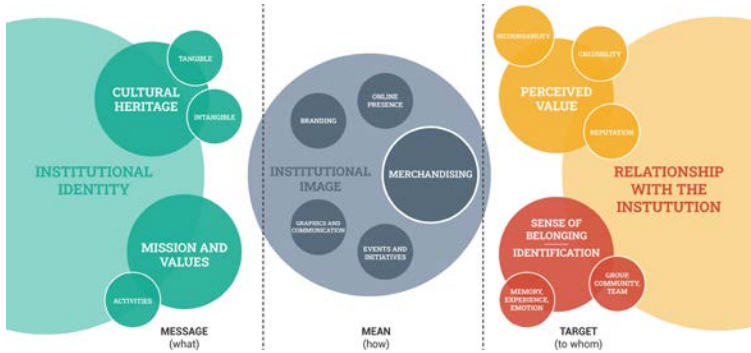 TANGIBLE
CULTURAL
HERITAGE
INTANGIBLE
INSTITUTIONAL
IDENTITY
MISSION AND
VALUES
ACTIVITIES
MESSAGE
(what)
ONLINE
PRESENCE
BRANDING
INSTITUTIONAL
IMAGE
MERCHANDISING
GRAPHICS AND
COMMUNICATION
EVENTS AND
INITIATIVES
MEAN
(how)
CREDIBILITY
PERCEIVED
VALUE
REPUTATION
RELATIONSHIP
WITH THE
INSTUTUTION
SENSE OF
BELONGING
IDENTIFICATION
GROUP,
COMMUNITY,
TEAM
MEMORY,
EXPERIENCE,
EMOTION
TARGET
(to whom)